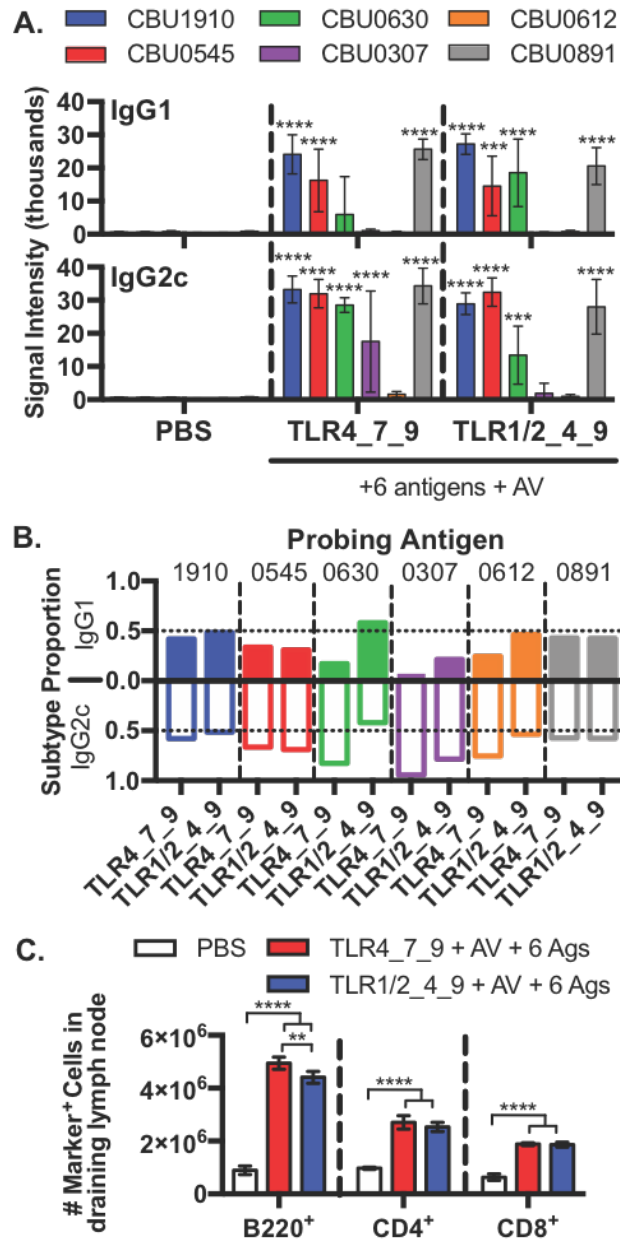 A.
CBU1910 CBU0630 CBU0612
CBU0545 CBU0307 CBU0891
Signal Intensity (thousands)
IgG1
40
30
20
10
0
**** **** **** **** *** **** ****
IgG2c
40
30
20
10
0
**** **** **** **** **** **** **** *** ****
PBS TLR4_7_9 TLR1/2_4_9
+6 antigens + AV
B.
Probing Antigen
1910 0545 0630 0307 0612 0891
Subtype Proportion
IgG1
IgG2c
1.0
0.5
0.0
0.5
1.0
TLR4_7_9 TLR1/2_4_9 TLR4_7_9 TLR1/2_4_9 TLR4_7_9 TLR1/2_4_9 TLR4_7_9 TLR1/2_4_9 TLR4_7_9 TLR1/2_4_9 TLR4_7_9 TLR1/2_4_9
C.
PBS TLR4_7_9 + AV + 6 Ags
TLR1/2_4_9 + AV + 6 Ags
# Marker⁺ Cells in
draining lymph node
6×10⁶
4×10⁶
2×10⁶
0
**** ** **** ****
B220⁺ CD4⁺ CD8⁺